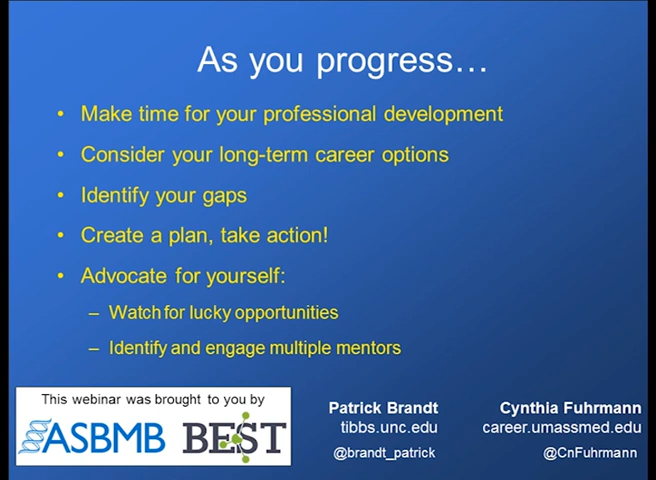 As you progress…
• Make time for your professional development
• Consider your long-term career options
• Identify your gaps
• Create a plan, take action!
• Advocate for yourself:
– Watch for lucky opportunities
– Identify and engage multiple mentors
This webinar was brought to you by
ASBMB BEST
Patrick Brandt
tibbs.unc.edu
@brandt_patrick
Cynthia Fuhrmann
career.umassmed.edu
@CnFuhrmann